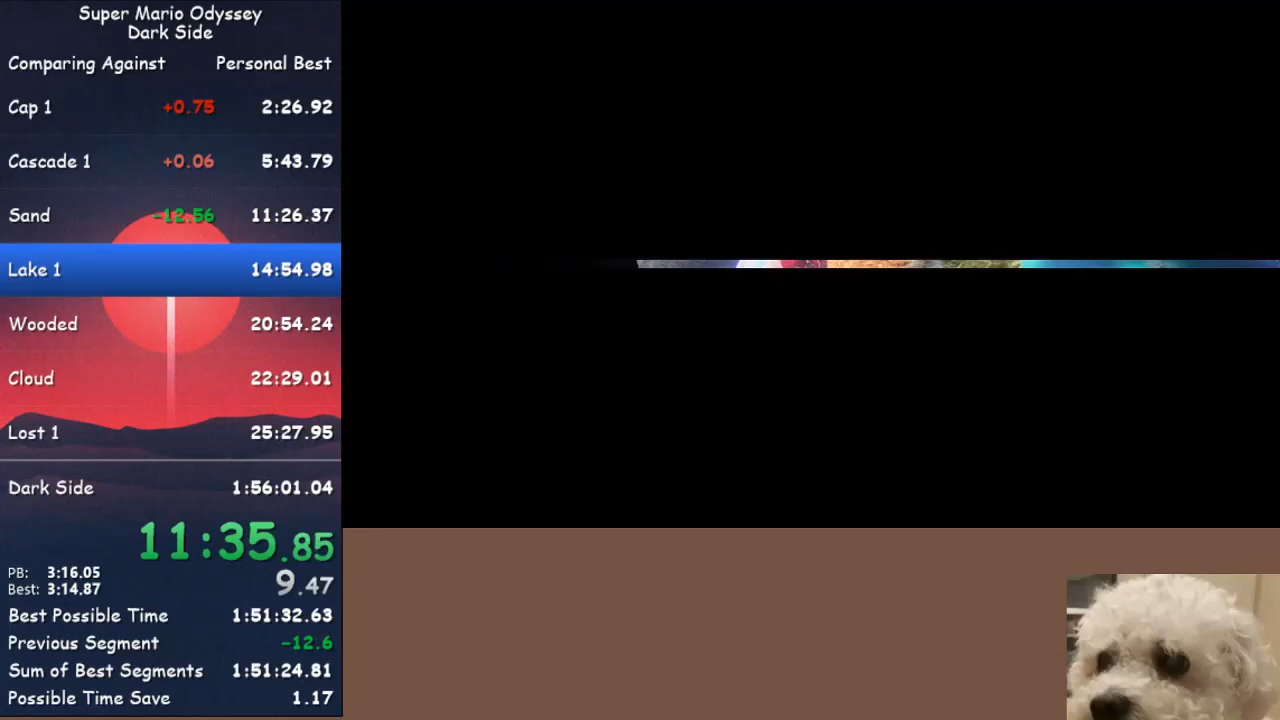 Super Mario Odyssey
Dark Side
Comparing Against Personal Best
Cap 1 +0.75 2:26.92
Cascade 1 +0.06 5:43.79
Sand -12.56 11:26.37
Lake 1 14:54.98
Wooded 20:54.24
Cloud 22:29.01
Lost 1 25:27.95
Dark Side 1:56:01.04
11:35.85
PB: 3:16.05
Best: 3:14.87
9.47
Best Possible Time 1:51:32.63
Previous Segment -12.6
Sum of Best Segments 1:51:24.81
Possible Time Save 1.17